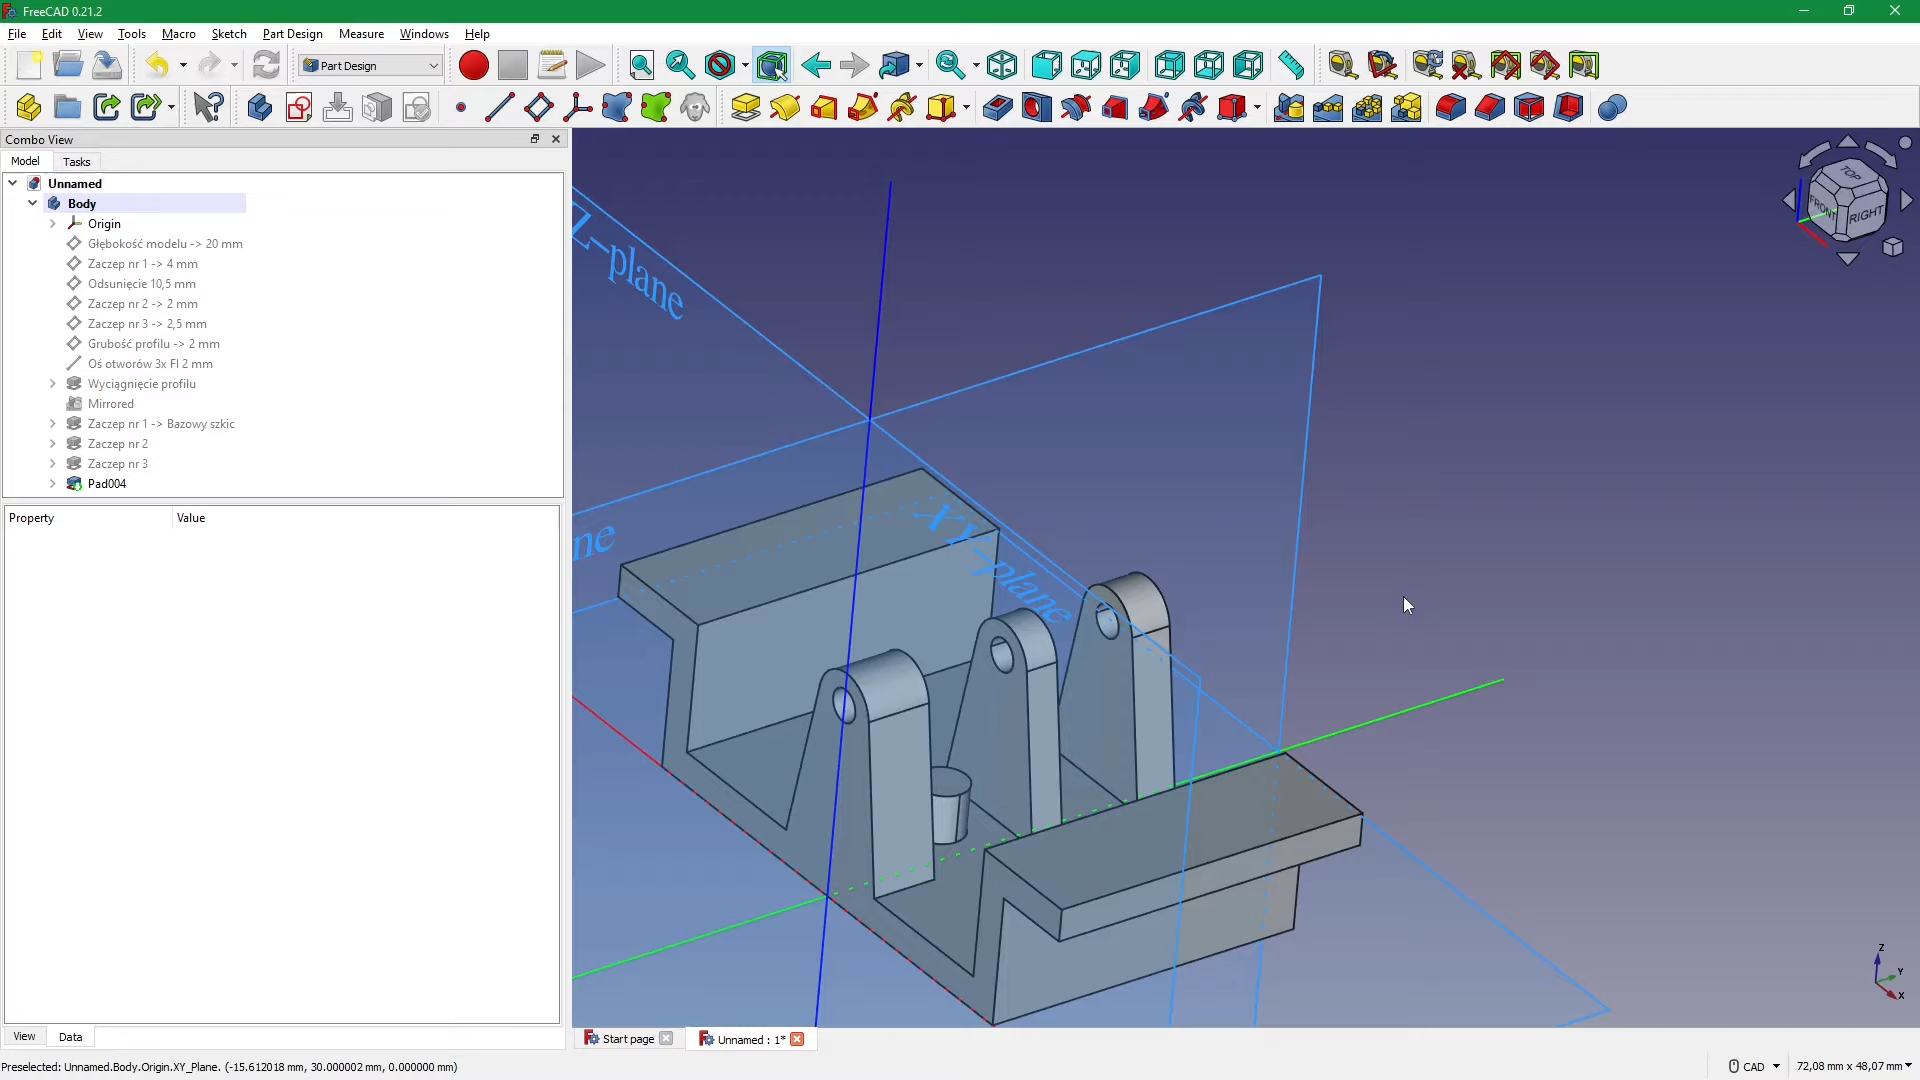 FreeCAD 0.21.2
File Edit View Tools Macro Sketch Part Design Measure Windows Help
Part Design
Combo View
Model Tasks
Unnamed
Body
Origin
Głębokość modelu -> 20 mm
Zaczep nr 1 -> 4 mm
Odsunięcie 10,5 mm
Zaczep nr 2 -> 2 mm
Zaczep nr 3 -> 2,5 mm
Grubość profilu -> 2 mm
Oś otworów 3x FI 2 mm
Wyciągnięcie profilu
Mirrored
Zaczep nr 1 -> Bazowy szkic
Zaczep nr 2
Zaczep nr 3
Pad004
Property Value
Z-plane
ne
XY-plane
TOP
FRONT
RIGHT
Z
Y
X
View Data
Start page
Unnamed : 1*
Preselected: Unnamed.Body.Origin.XY_Plane. (-15.612018 mm, 30.000002 mm, 0.000000 mm)
CAD
72,08 mm x 48,07 mm